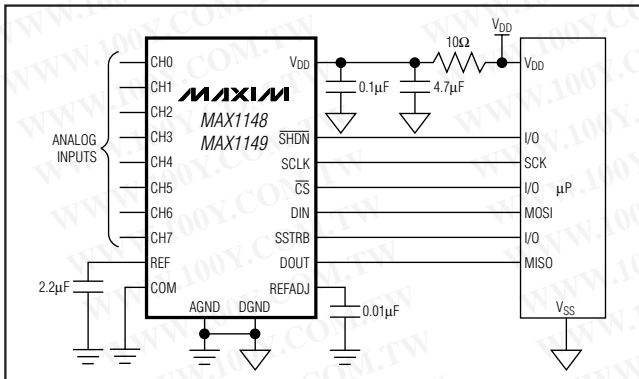 VDD
10Ω
CH0
CH1
CH2
CH3
CH4
CH5
CH6
CH7
ANALOG
INPUTS
REF
COM
2.2µF
MAXIM
MAX1148
MAX1149
AGND
DGND
VDD
SHDN
SCLK
CS
DIN
SSTRB
DOUT
REFADJ
0.1µF
4.7µF
0.01µF
VDD
I/O
SCK
I/O
µP
MOSI
I/O
MISO
VSS
WWW.100Y.COM.TW